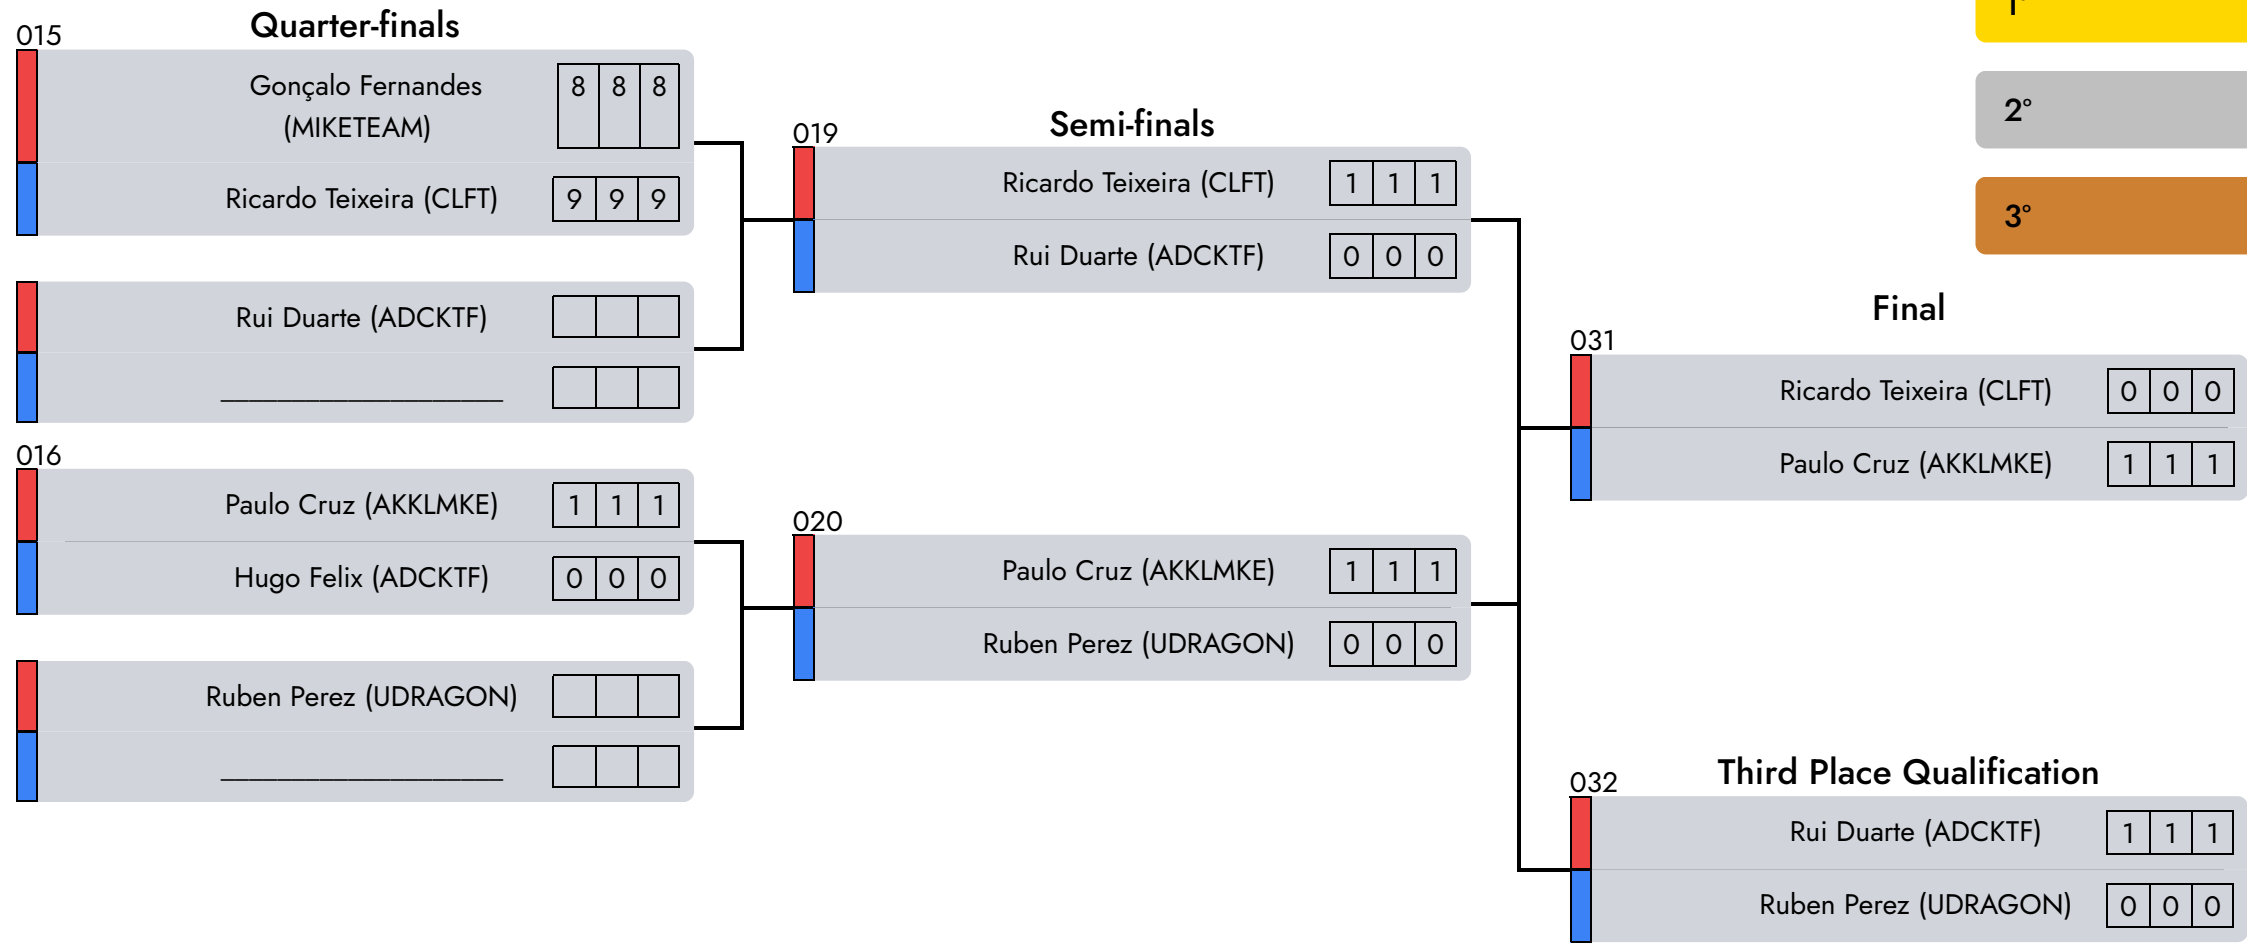 Quarter-finals
015
Gonçalo Fernandes
(MIKETEAM)
8 8 8
Ricardo Teixeira (CLFT)
9 9 9
Rui Duarte (ADCKTF)
016
Paulo Cruz (AKKLMKE)
1 1 1
Hugo Felix (ADCKTF)
0 0 0
Ruben Perez (UDRAGON)
Semi-finals
019
Ricardo Teixeira (CLFT)
1 1 1
Rui Duarte (ADCKTF)
0 0 0
020
Paulo Cruz (AKKLMKE)
1 1 1
Ruben Perez (UDRAGON)
0 0 0
1°
2°
3°
Final
031
Ricardo Teixeira (CLFT)
0 0 0
Paulo Cruz (AKKLMKE)
1 1 1
Third Place Qualification
032
Rui Duarte (ADCKTF)
1 1 1
Ruben Perez (UDRAGON)
0 0 0